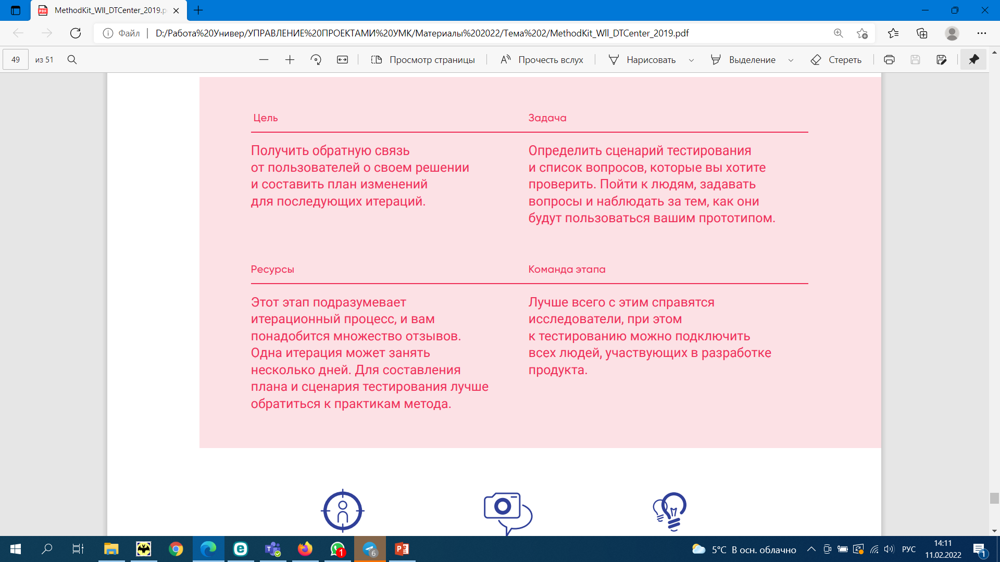 MethodKit_Wll_DTCenter_2019.p
Файл
D:/Работа%20Универ/УПРАВЛЕНИЕ%20ПРОЕКТАМИ%20УМК/Материалы%202022/Тема%202/MethodKit_Wll_DTCenter_2019.pdf
49 из 51
Просмотр страницы
Прочесть вслух
Нарисовать
Выделение
Стереть
Цель
Получить обратную связь
от пользователей о своем решении
и составить план изменений
для последующих итераций.
Задача
Определить сценарий тестирования
и список вопросов, которые вы хотите
проверить. Пойти к людям, задавать
вопросы и наблюдать за тем, как они
будут пользоваться вашим прототипом.
Ресурсы
Этот этап подразумевает
итерационный процесс, и вам
понадобится множество отзывов.
Одна итерация может занять
несколько дней. Для составления
плана и сценария тестирования лучше
обратиться к практикам метода.
Команда этапа
Лучше всего с этим справятся
исследователи, при этом
к тестированию можно подключить
всех людей, участвующих в разработке
продукта.
1
6
5°C В осн. облачно
РУС
14:11
11.02.2022
1